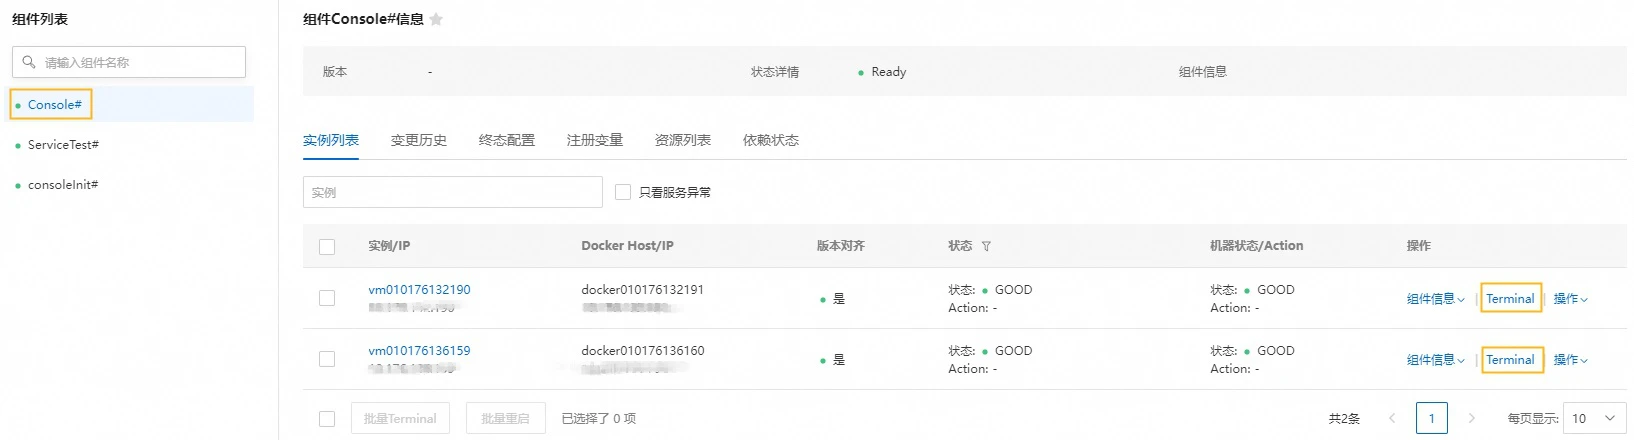 组件列表
请输入组件名称
Console#
ServiceTest#
consoleInit#
组件Console#信息
版本 - 状态详情 Ready 组件信息
实例列表 变更历史 终态配置 注册变量 资源列表 依赖状态
实例 只看服务异常
实例/IP Docker Host/IP 版本对齐 状态 机器状态/Action 操作
vm010176132190 docker010176132191 是 状态: GOOD 状态: GOOD 组件信息 | Terminal | 操作
Action: - Action: -
vm010176136159 docker010176136160 是 状态: GOOD 状态: GOOD 组件信息 | Terminal | 操作
Action: - Action: -
批量Terminal 批量重启 已选择了 0 项 共2条 1 每页显示: 10